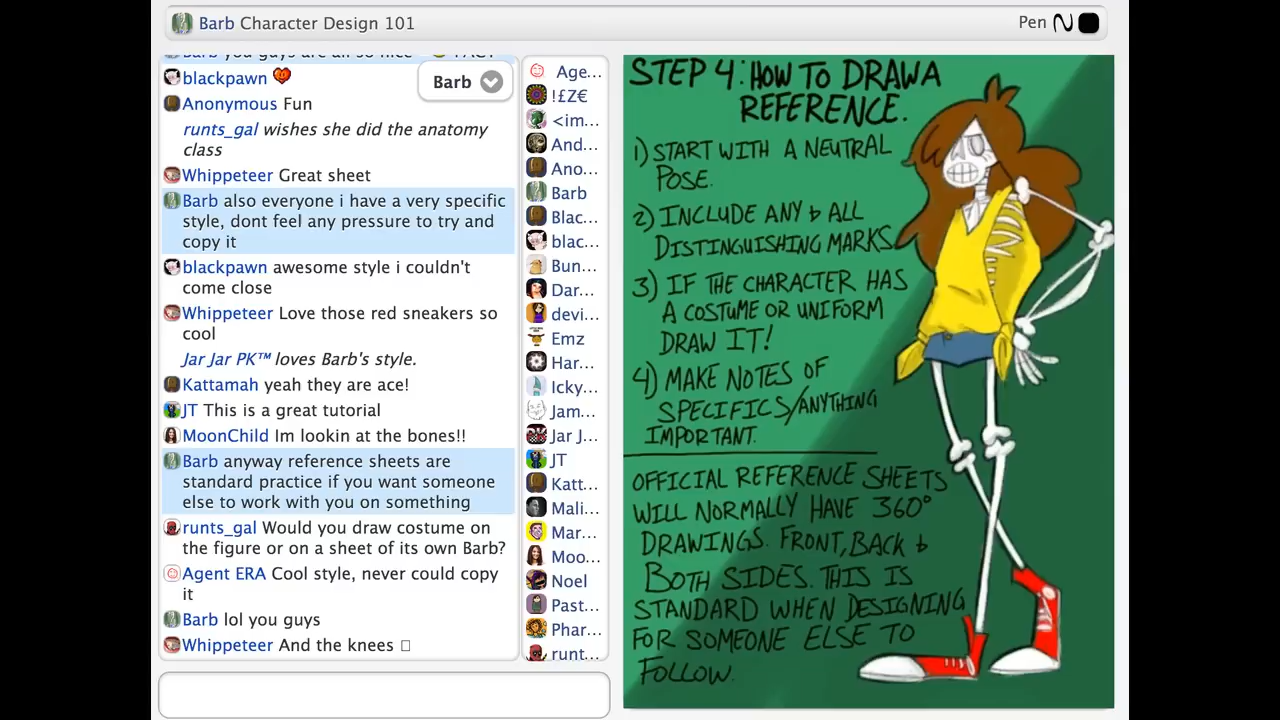 Barb Character Design 101
Pen
Barb
blackpawn
Anonymous Fun
runts_gal wishes she did the anatomy
class
Whippeteer Great sheet
Barb also everyone i have a very specific
style, dont feel any pressure to try and
copy it
blackpawn awesome style i couldn't
come close
Whippeteer Love those red sneakers so
cool
Jar Jar PK™ loves Barb's style.
Kattamah yeah they are ace!
JT This is a great tutorial
MoonChild Im lookin at the bones!!
Barb anyway reference sheets are
standard practice if you want someone
else to work with you on something
runts_gal Would you draw costume on
the figure or on a sheet of its own Barb?
Agent ERA Cool style, never could copy
it
Barb lol you guys
Whippeteer And the knees
Age...
!£Z€
<im...
And...
Ano...
Barb
Blac...
blac...
Bun...
Dar...
devi...
Emz
Har...
Icky...
Jam...
Jar J...
JT
Katt...
Mali...
Mar...
Moo...
Noel
Past...
Phar...
runt...
STEP 4: HOW TO DRAW A
REFERENCE.
1) START WITH A NEUTRAL
POSE.
2) INCLUDE ANY & ALL
DISTINGUISHING MARKS.
3) IF THE CHARACTER HAS
A COSTUME OR UNIFORM
DRAW IT!
4) MAKE NOTES OF
SPECIFICS/ANYTHING
IMPORTANT.
OFFICIAL REFERENCE SHEETS
WILL NORMALLY HAVE 360°
DRAWINGS. FRONT, BACK &
BOTH SIDES. THIS IS
STANDARD WHEN DESIGNING
FOR SOMEONE ELSE TO
FOLLOW.